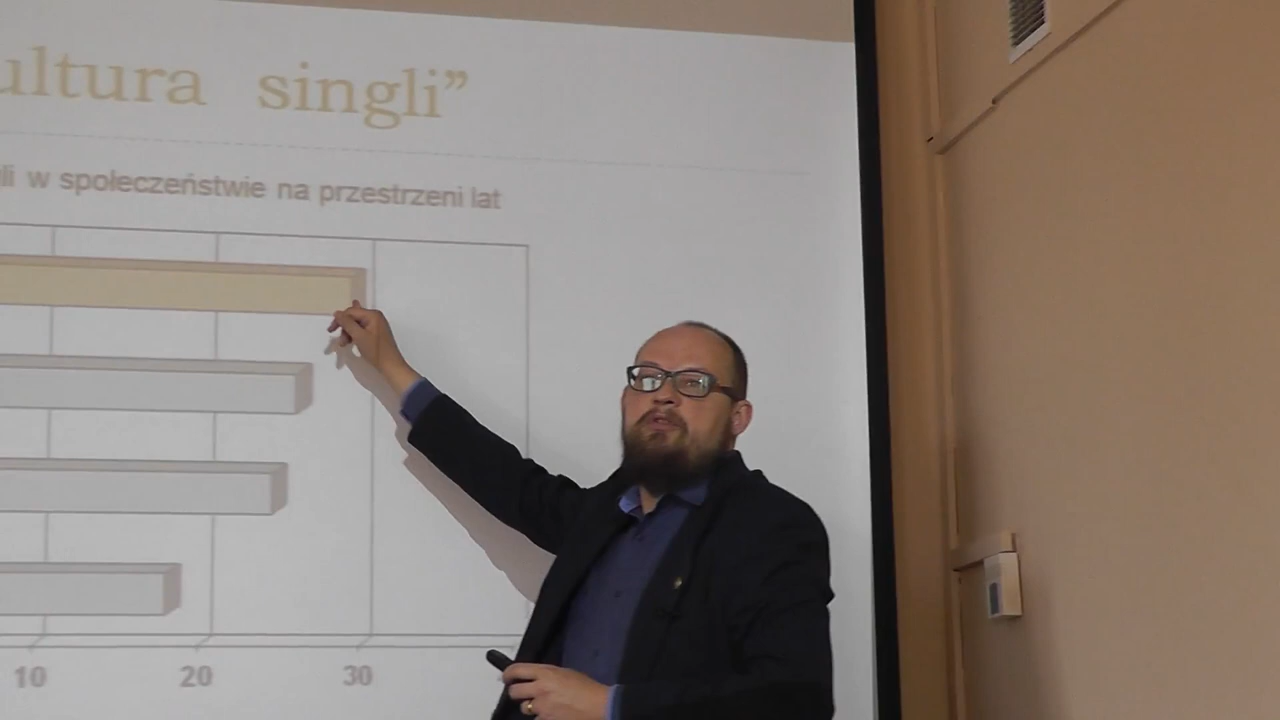 ultura singli”
li w społeczeństwie na przestrzeni lat
10 20 30